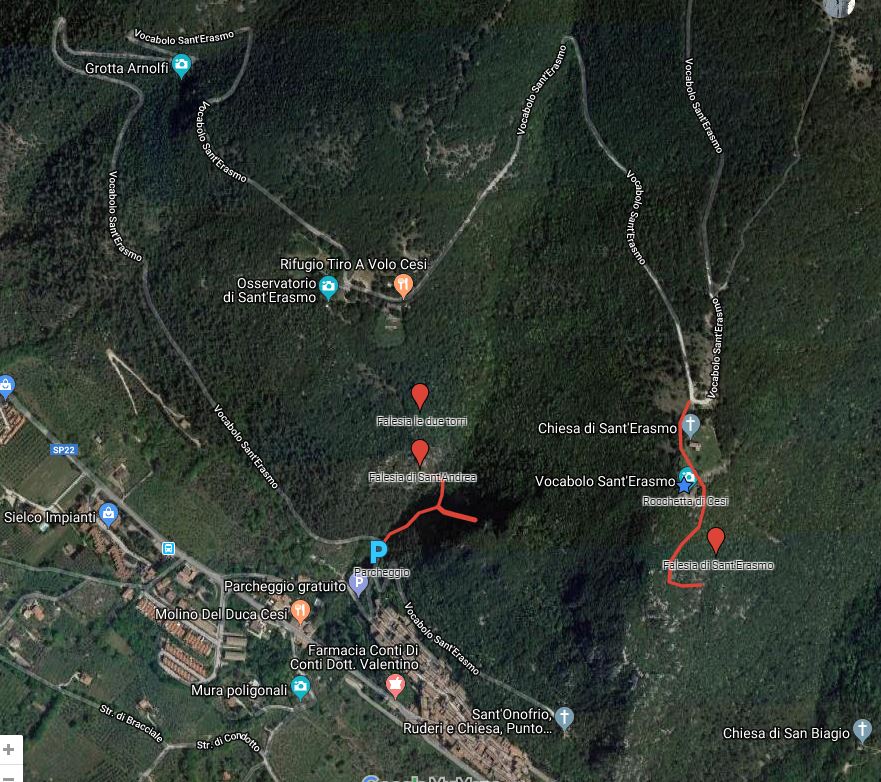 Vocabolo Sant'Erasmo
Grotta Arnolfi
Vocabolo Sant'Erasmo
Vocabolo Sant'Erasmo
Vocabolo Sant'Erasmo
Vocabolo Sant'Erasmo
Vocabolo Sant'Erasmo
Vocabolo Sant'Erasmo
Rifugio Tiro A Volo Cesi
Osservatorio
di Sant'Erasmo
Vocabolo Sant'Erasmo
Falesia le due torri
Vocabolo Sant'Erasmo
Chiesa di Sant'Erasmo
SP22
Falesia di Sant'Andrea
Vocabolo Sant'Erasmo
Rocchetta di Cesi
Sielco Impianti
P
Parcheggio
Falesia di Sant'Erasmo
Parcheggio gratuito
P
Molino Del Duca Cesi
Vocabolo Sant'Erasmo
Farmacia Conti Di
Conti Dott. Valentino
Mura poligonali
Str. di Bracciale
Str. di Condotto
Sant'Onofrio,
Ruderi e Chiesa, Punto...
Chiesa di San Biagio